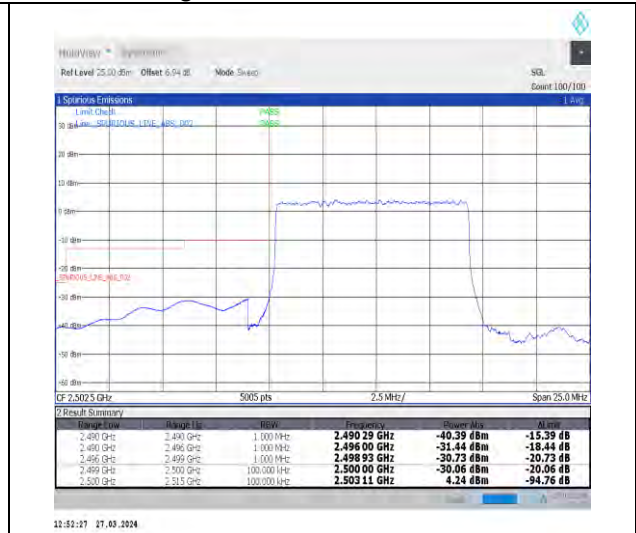 MultiView Spectrum
Ref Level 25.00 dBm Offset 6.94 dB Mode Sweep SGL
Count 100/100
1 Spurious Emissions 1 Avg
Limit Check PASS
30 dBm Line _SPURIOUS_LINE_ABS_002 PASS
20 dBm
10 dBm
0 dBm
-10 dBm
-20 dBm
_SPURIOUS_LINE_ABS_002
-30 dBm
-40 dBm
-50 dBm
-60 dBm
CF 2.5025 GHz 5005 pts 2.5 MHz/ Span 25.0 MHz
2 Result Summary
Range Low Range Up RBW Frequency Power Abs ΔLimit
2.490 GHz 2.490 GHz 1.000 MHz 2.490 29 GHz -40.39 dBm -15.39 dB
2.490 GHz 2.496 GHz 1.000 MHz 2.496 00 GHz -31.44 dBm -18.44 dB
2.496 GHz 2.499 GHz 1.000 MHz 2.498 93 GHz -30.73 dBm -20.73 dB
2.499 GHz 2.500 GHz 100.000 kHz 2.500 00 GHz -30.06 dBm -20.06 dB
2.500 GHz 2.515 GHz 100.000 kHz 2.503 11 GHz 4.24 dBm -94.76 dB
12:52:27 27.03.2024